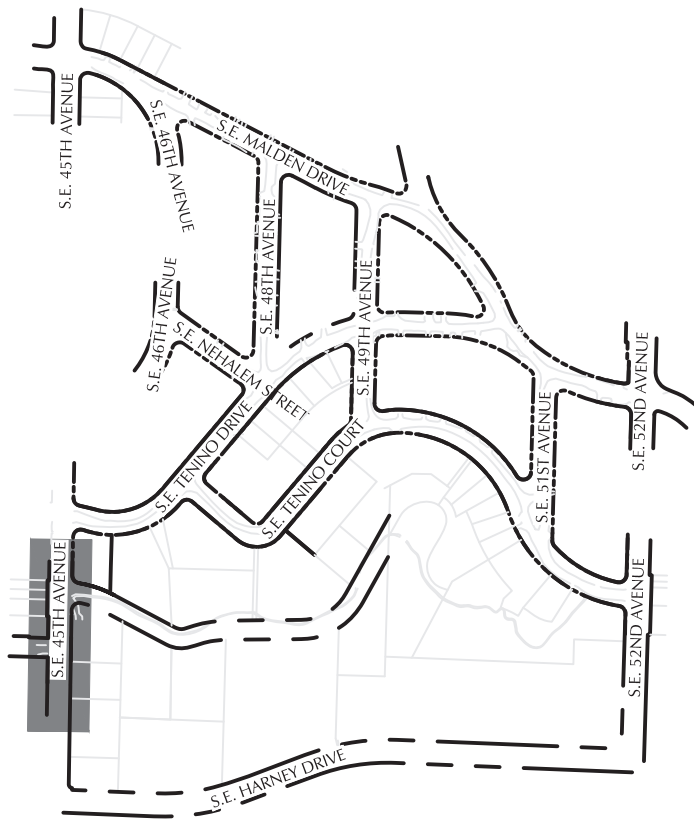 S.E. 45TH AVENUE
S.E. 46TH AVENUE
S.E. MALDEN DRIVE
S.E. 48TH AVENUE
S.E. 49TH AVENUE
S.E. 46TH AVENUE
S.E. NEHALEM STREET
S.E. 52ND AVENUE
S.E. TENINO DRIVE
S.E. TENINO COURT
S.E. 51ST AVENUE
S.E. 45TH AVENUE
S.E. 52ND AVENUE
S.E. HARNEY DRIVE